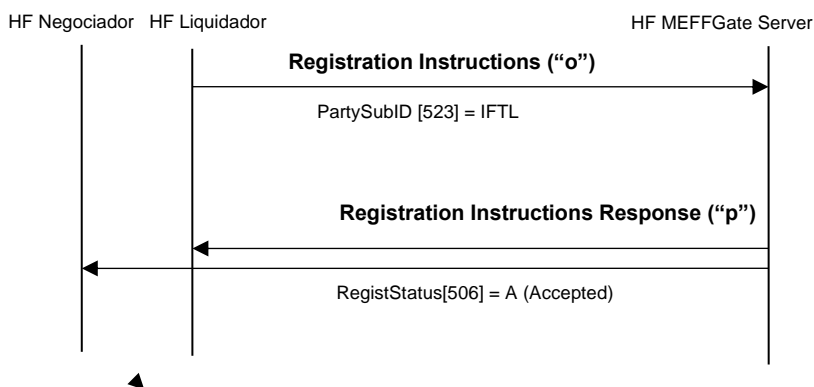 HF Negociador HF Liquidador HF MEFFGate Server
Registration Instructions (“o”)
PartySubID [523] = IFTL
Registration Instructions Response (“p”)
RegistStatus[506] = A (Accepted)